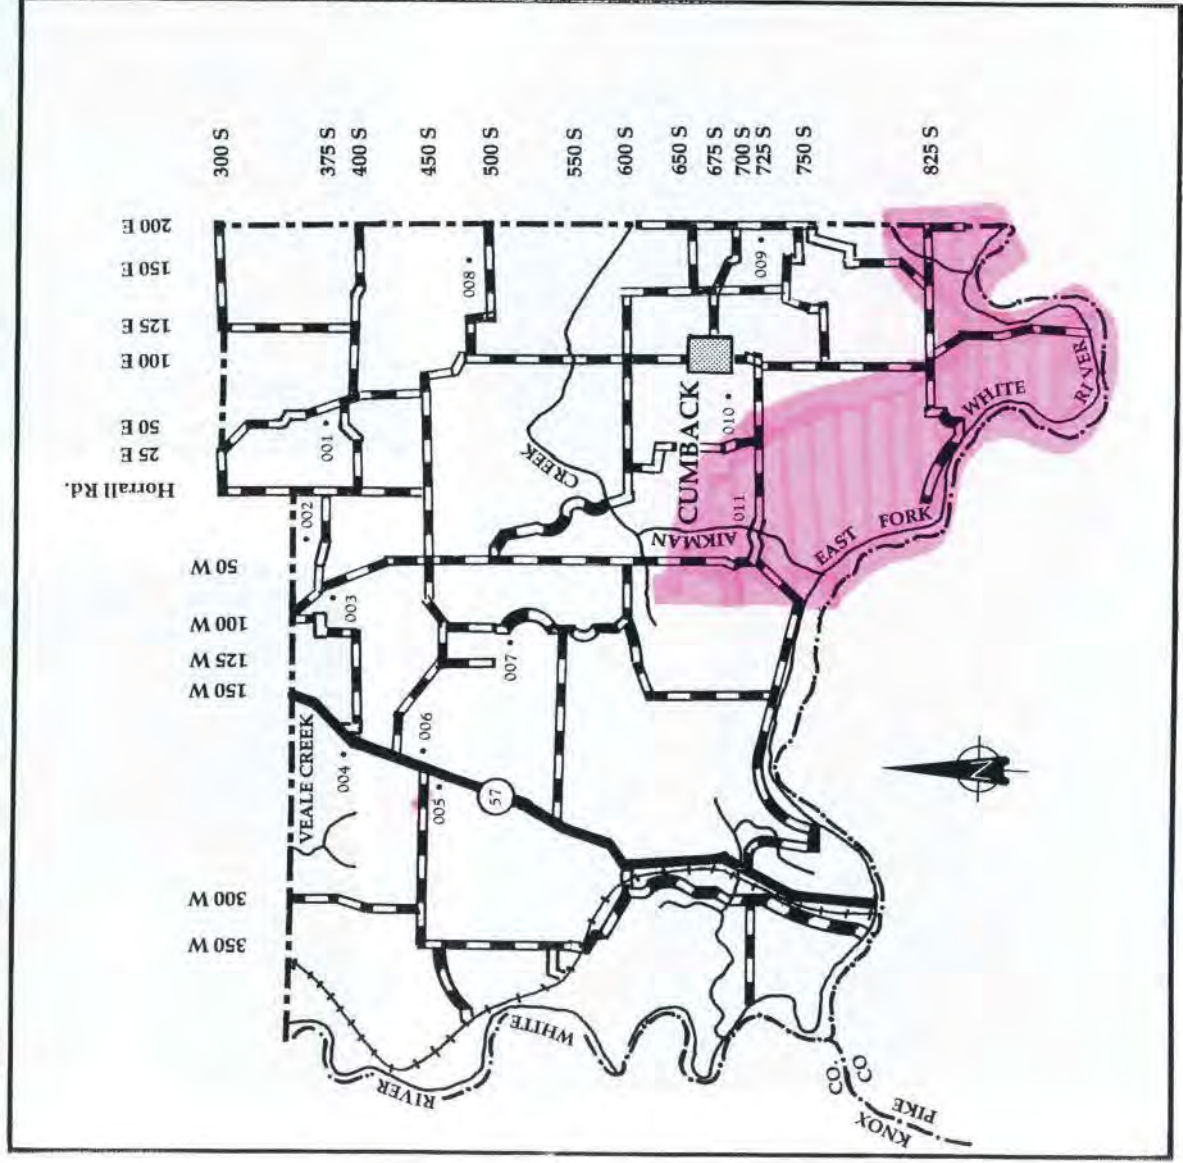 300 S
375 S
400 S
450 S
500 S
550 S
600 S
650 S
675 S
700 S
725 S
750 S
825 S
200 E
150 E
125 E
100 E
50 E
25 E
Horrall Rd.
50 W
100 W
125 W
150 W
300 W
350 W
001
002
003
004
005
006
007
008
009
010
011
57
CUMBACK
VEALE CREEK
AIKMAN
CREEK
EAST FORK
WHITE
RIVER
WHITE
RIVER
N
KNOX CO.
PIKE CO